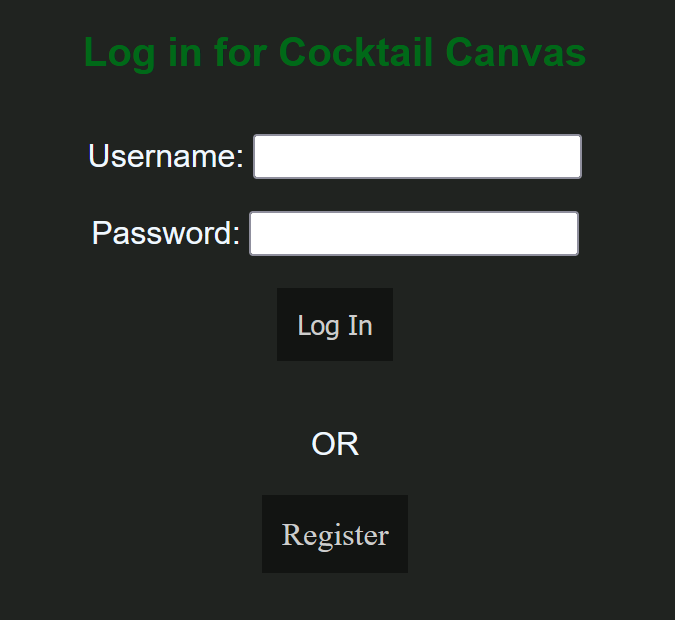 Log in for Cocktail Canvas
Username:
Password:
Log In
OR
Register